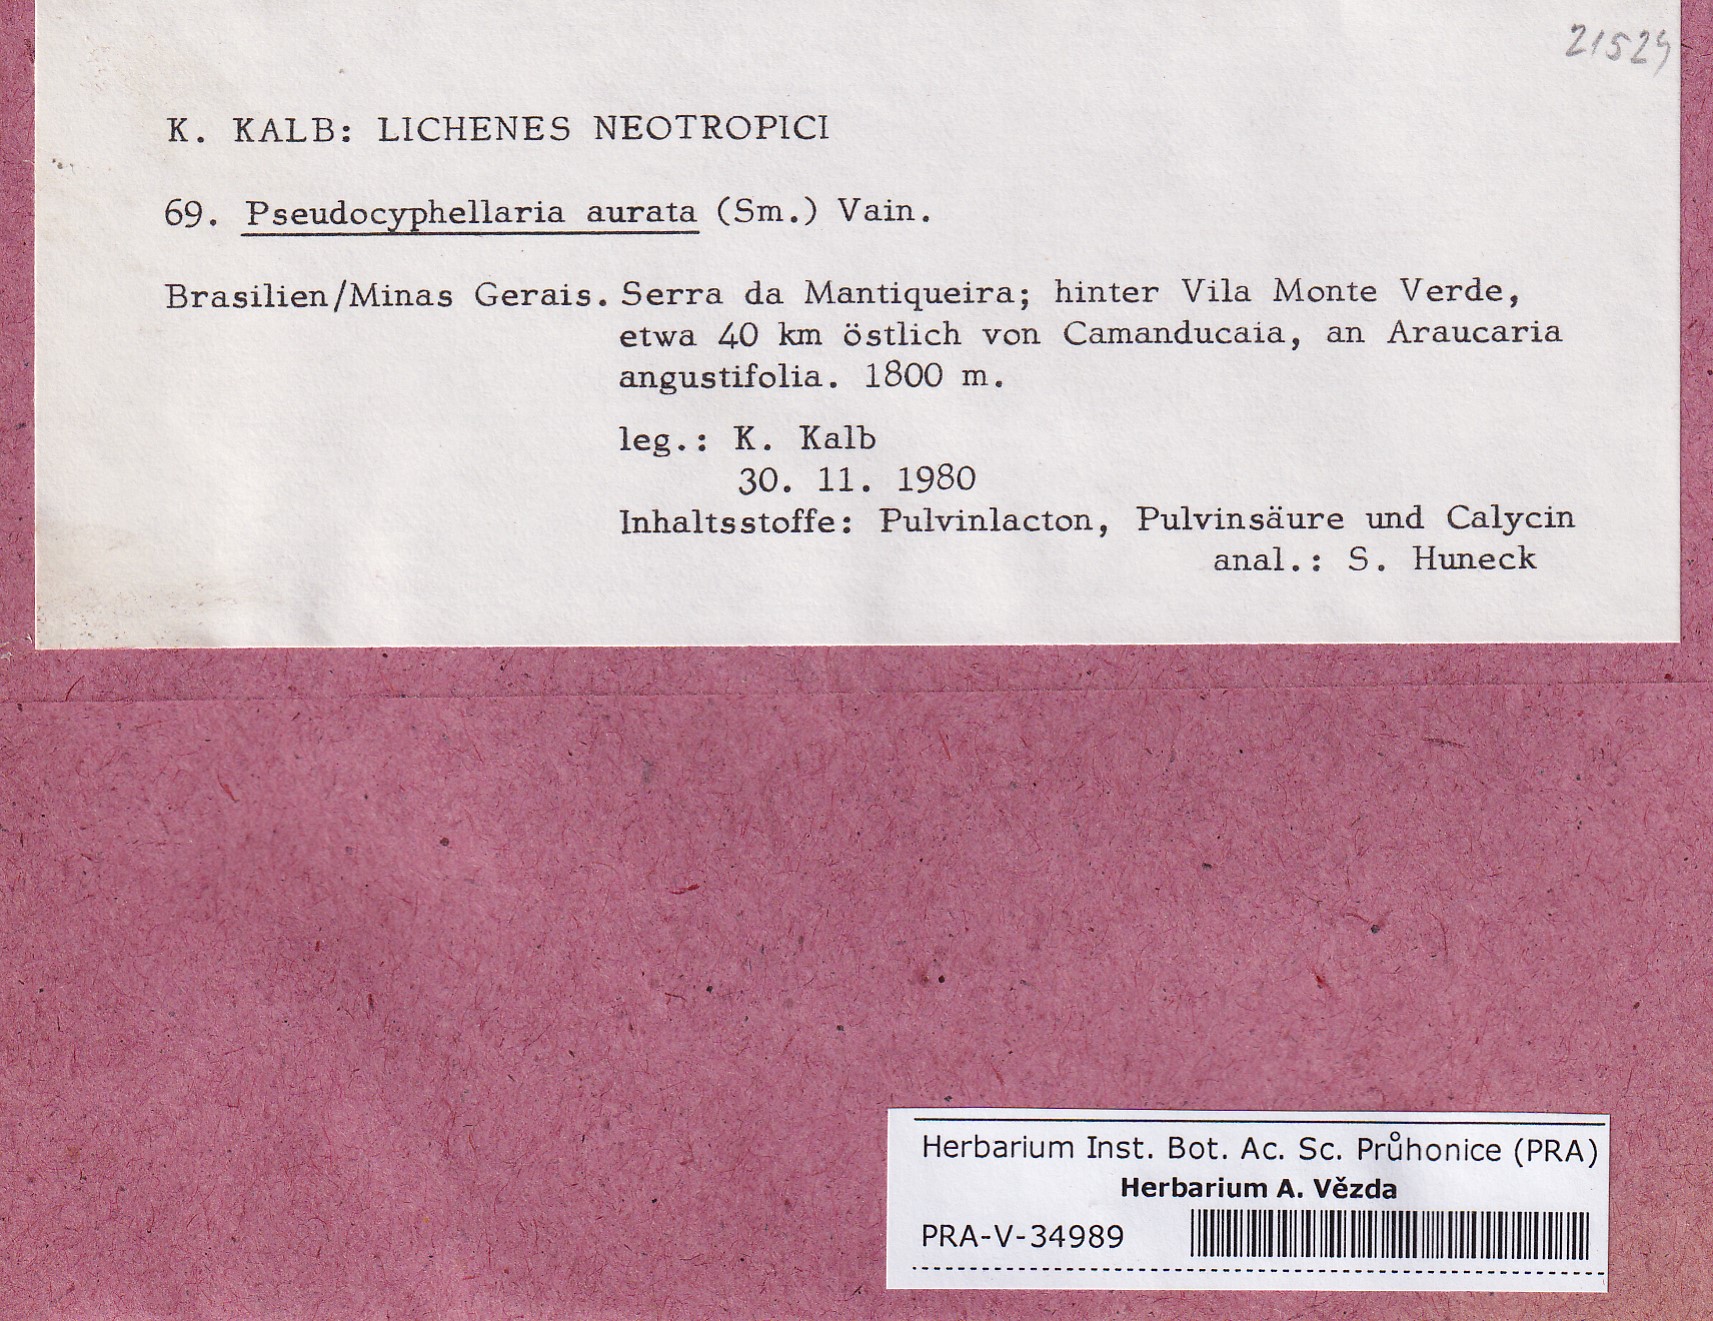 21529
K. KALB: LICHENES NEOTROPICI
69. Pseudocyphellaria aurata (Sm.) Vain.
Brasilien/Minas Gerais. Serra da Mantiqueira; hinter Vila Monte Verde,
etwa 40 km östlich von Camanducaia, an Araucaria
angustifolia. 1800 m.
leg.: K. Kalb
30. 11. 1980
Inhaltsstoffe: Pulvinlacton, Pulvinsäure und Calycin
anal.: S. Huneck
Herbarium Inst. Bot. Ac. Sc. Průhonice (PRA)
Herbarium A. Vězda
PRA-V-34989